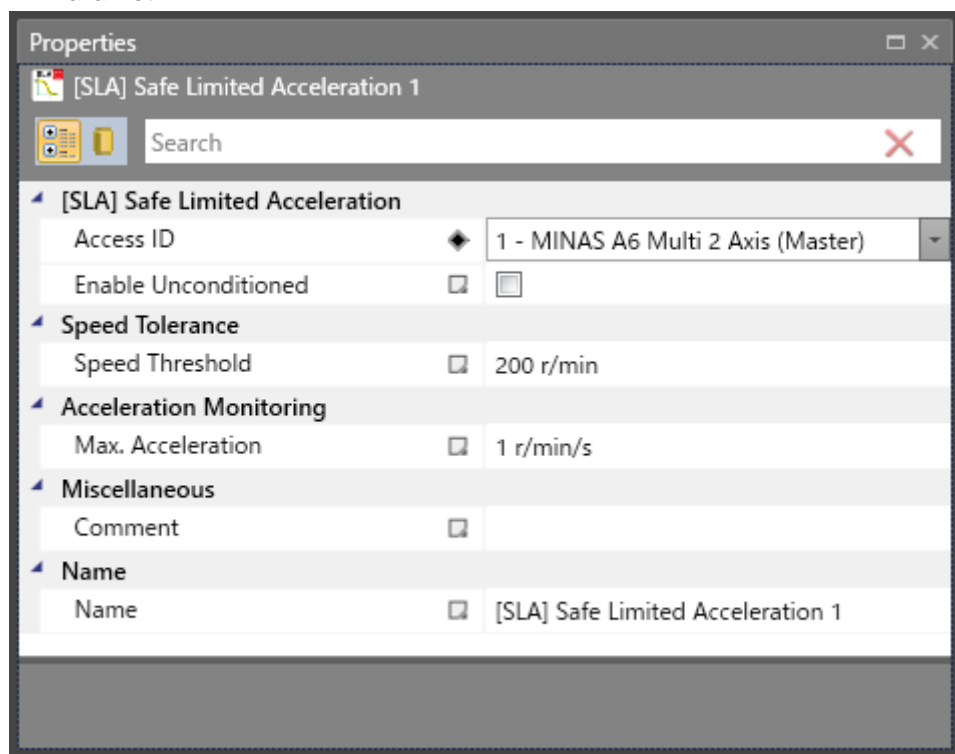 Properties
[SLA] Safe Limited Acceleration 1
Search
[SLA] Safe Limited Acceleration
Access ID 1 - MINAS A6 Multi 2 Axis (Master)
Enable Unconditioned
Speed Tolerance
Speed Threshold 200 r/min
Acceleration Monitoring
Max. Acceleration 1 r/min/s
Miscellaneous
Comment
Name
Name [SLA] Safe Limited Acceleration 1